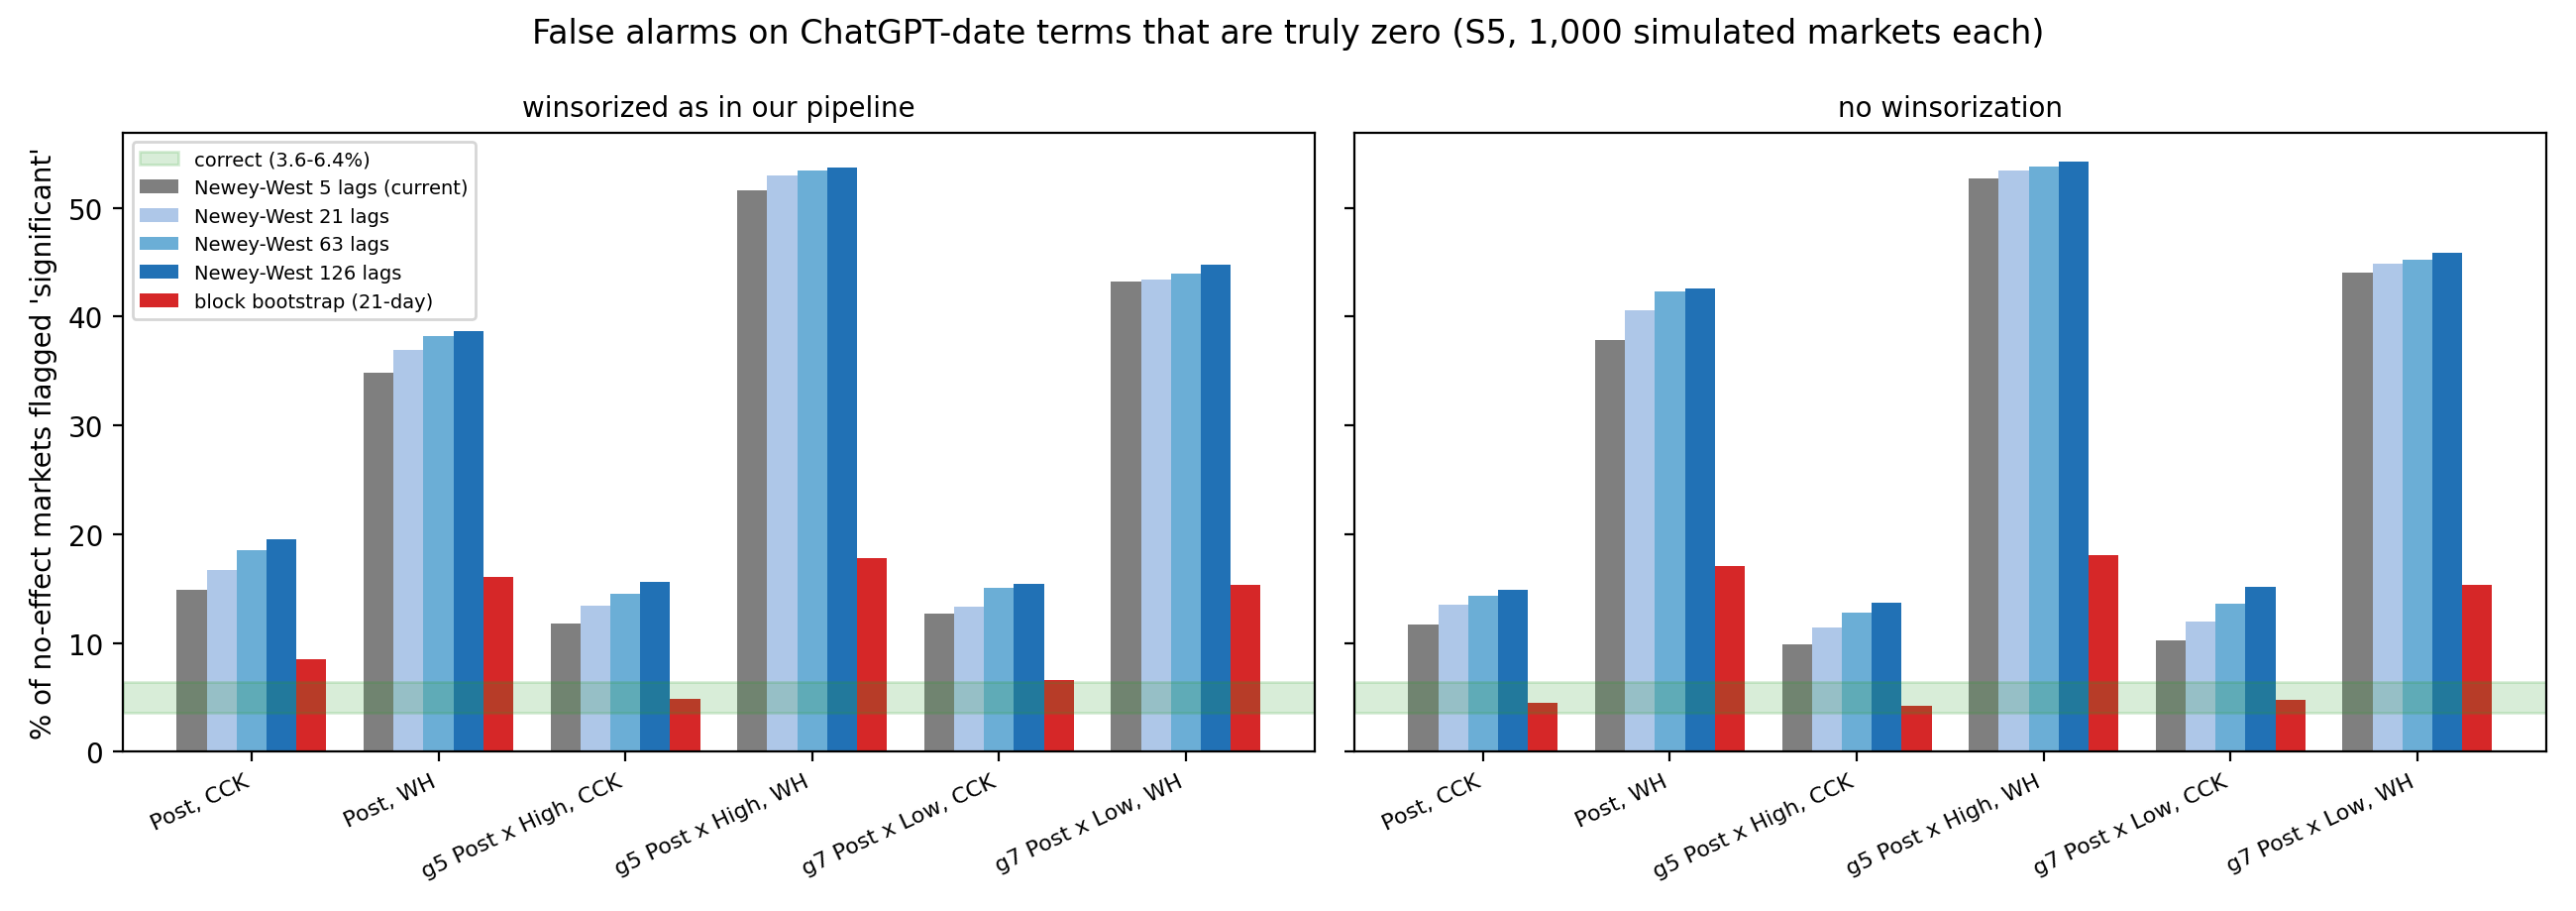 False alarms on ChatGPT-date terms that are truly zero (S5, 1,000 simulated markets each)
winsorized as in our pipeline
no winsorization
% of no-effect markets flagged 'significant'
50
40
30
20
10
0
correct (3.6-6.4%)
Newey-West 5 lags (current)
Newey-West 21 lags
Newey-West 63 lags
Newey-West 126 lags
block bootstrap (21-day)
Post, CCK
Post, WH
g5 Post x High, CCK
g5 Post x High, WH
g7 Post x Low, CCK
g7 Post x Low, WH
Post, CCK
Post, WH
g5 Post x High, CCK
g5 Post x High, WH
g7 Post x Low, CCK
g7 Post x Low, WH